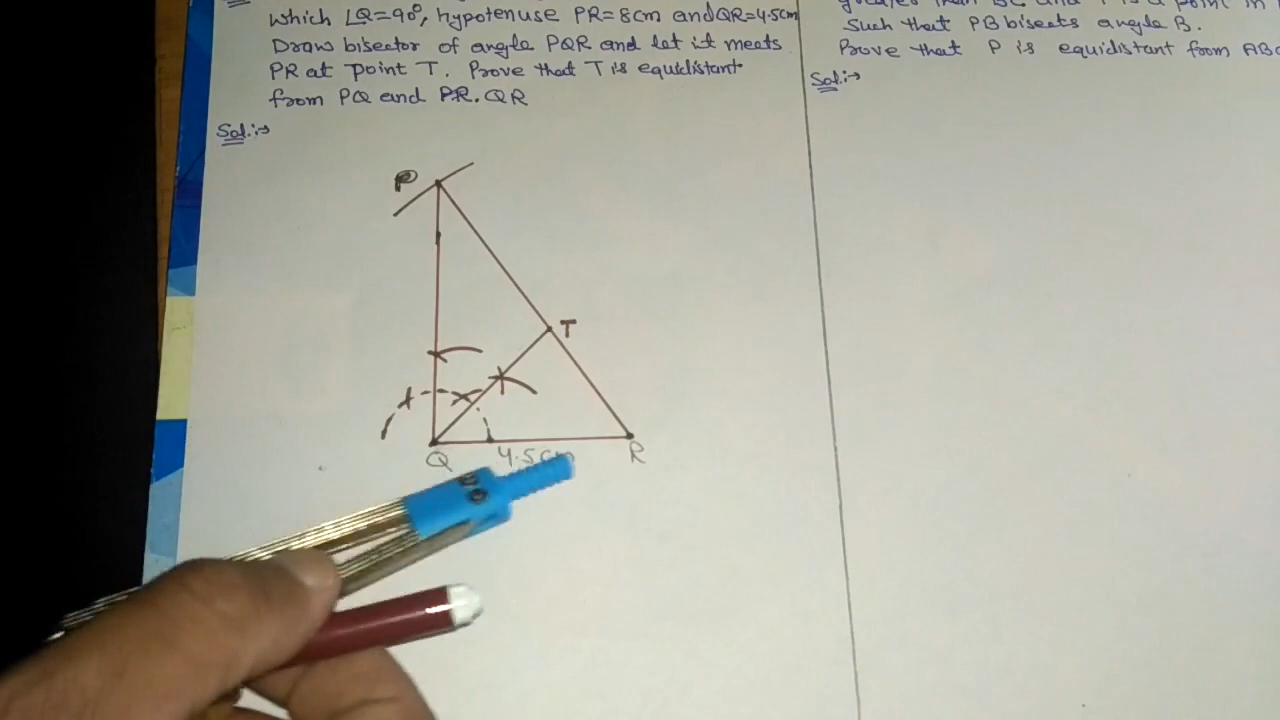 which ∠Q=90°, hypotenuse PR=8cm and QR=4.5cm
Draw bisector of angle PQR and let it meets
PR at point T. Prove that T is equidistant
from PQ and PR. QR
Sol:→
P
T
Q
4.5cm
R
Such that PB bisects angle B.
Prove that P is equidistant from AB
Sol:→